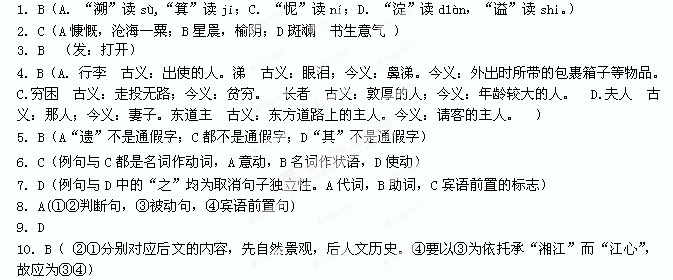 1. B(A. “溯”读 sù,“箕”读 jī; C. “怩”读 ní; D. “淀”读 diàn,“谥”读 shì。)
2. C(A慷慨,沧海一粟; B星晨,榆阴; D 斑斓　书生意气 )
3. B　(发: 打开)
4. B(A. 行李　古义: 出使的人。涕　古义: 眼泪; 今义: 鼻涕。今义: 外出时所带的包裹箱子等物品。
C.穷困　古义: 走投无路; 今义: 贫穷。　长者　古义: 敦厚的人; 今义: 年龄较大的人。　D.夫人　古
义: 那人; 今义: 妻子。东道主　古义: 东方道路上的主人。今义: 请客的主人。　)
5. B(A“遗”不是通假字; C都不是通假字; D“其”不是通假字)
6. C(例句与C都是名词作动词, A意动, B名词作状语, D使动)
7. D(例句与D中的“之”均为取消句子独立性。A代词, B助词, C宾语前置的标志)
8. A(①②判断句, ③被动句, ④宾语前置句)
9. D
10. B( ②①分别对应后文的内容, 先自然景观, 后人文历史。④要以③为依托承“湘江”而“江心”,
故应为③④)